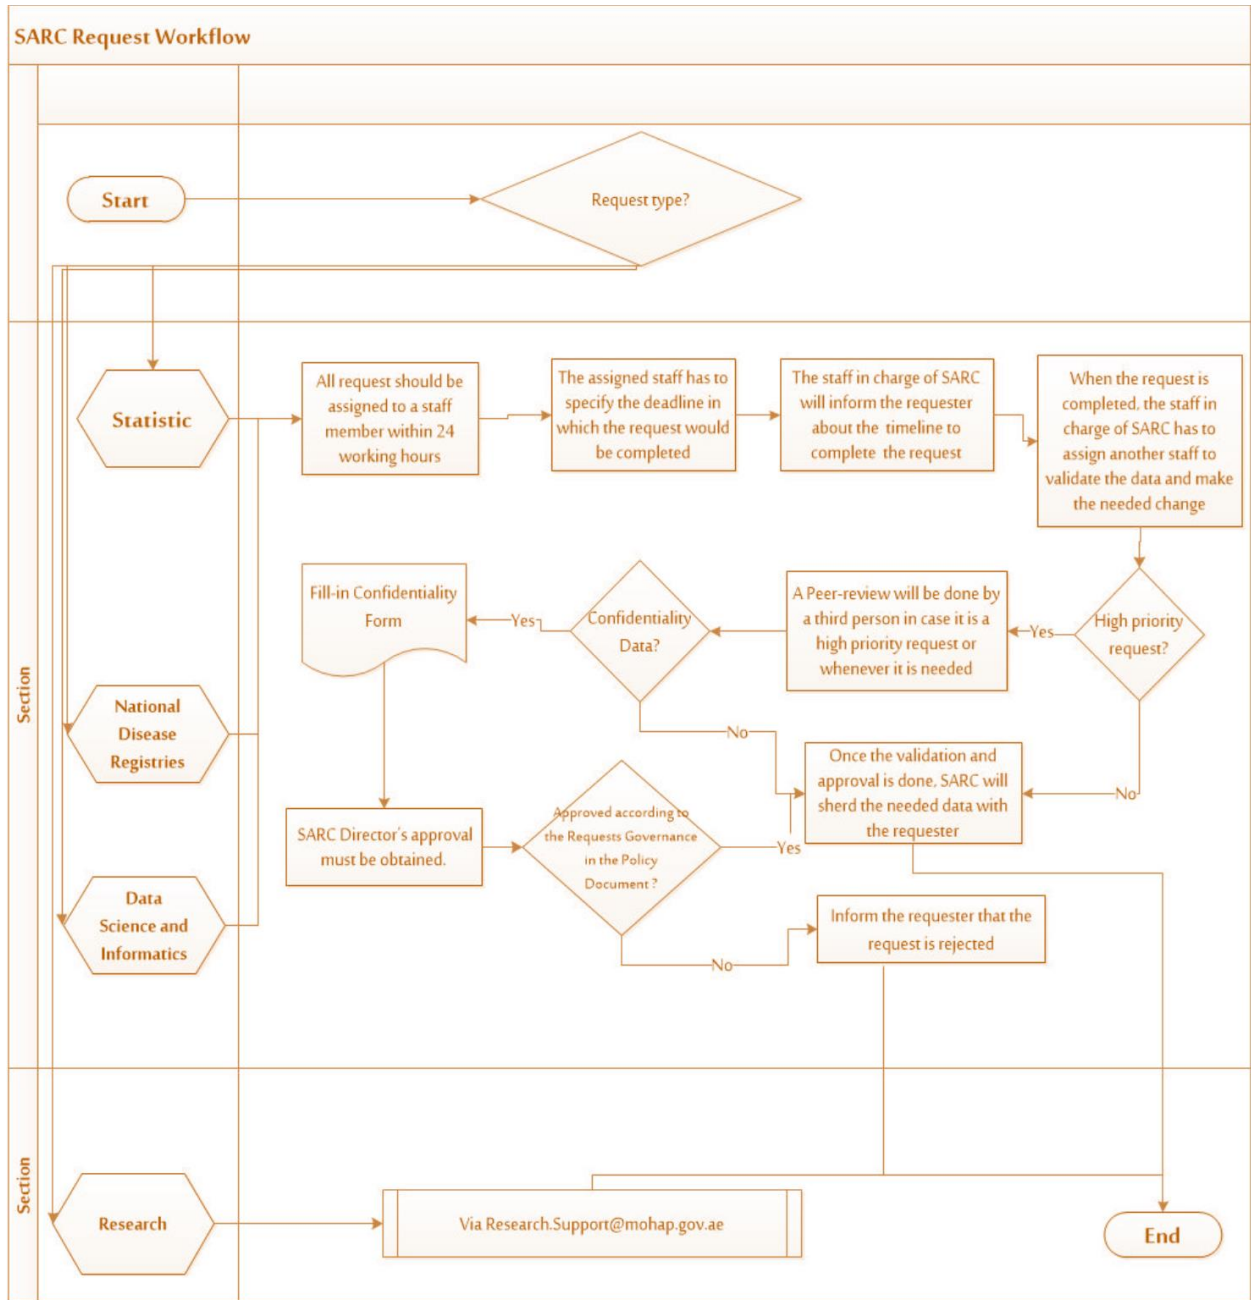 SARC Request Workflow
Start
Request type?
Section
Statistic
All request should be
assigned to a staff
member within 24
working hours
The assigned staff has to
specify the deadline in
which the request would
be completed
The staff in charge of SARC
will inform the requester
about the timeline to
complete the request
When the request is
completed, the staff in
charge of SARC has to
assign another staff to
validate the data and make
the needed change
High priority
request?
Yes
A Peer-review will be done by
a third person in case it is a
high priority request or
whenever it is needed
Confidentiality
Data?
Yes
Fill-in Confidentiality
Form
National
Disease
Registries
No
No
Once the validation and
approval is done, SARC will
sherd the needed data with
the requester
SARC Director's approval
must be obtained.
Approved according to
the Requests Governance
in the Policy
Document ?
Yes
Data
Science and
Informatics
No
Inform the requester that the
request is rejected
Section
Research
Via Research.Support@mohap.gov.ae
End